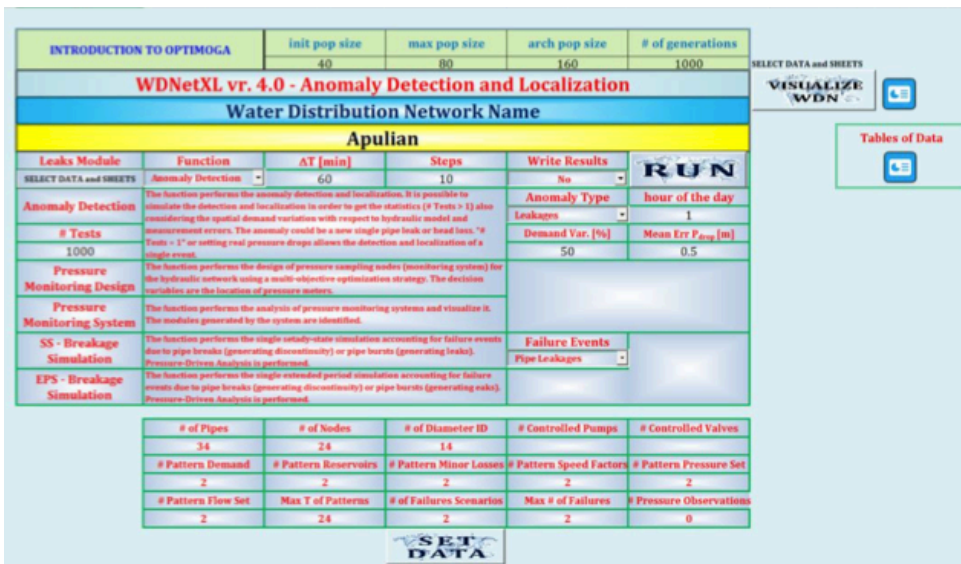 INTRODUCTION TO OPTIMOGA
init pop size
max pop size
arch pop size
# of generations
40
80
160
1000
SELECT DATA and SHEETS
WDNetXL vr. 4.0 - Anomaly Detection and Localization
VISUALIZE
WDN
Water Distribution Network Name
Apulian
Tables of Data
Leaks Module
Function
ΔT [min]
Steps
Write Results
RUN
SELECT DATA and SHEETS
Anomaly Detection
60
10
No
Anomaly Detection
The function performs the anomaly detection and localization. It is possible to
simulate the detection and localization in order to get the statistics (# Tests > 1) also
considering the spatial demand variation with respect to hydraulic model and
measurement errors. The anomaly could be a new single pipe leak or head loss. "#
Tests = 1" or setting real pressure drops allows the detection and localization of a
single event.
Anomaly Type
hour of the day
Leakages
1
# Tests
Demand Var. [%]
Mean Err Pdrop [m]
1000
50
0.5
Pressure
Monitoring Design
The function performs the design of pressure sampling nodes (monitoring system) for
the hydraulic network using a multi-objective optimization strategy. The decision
variables are the location of pressure meters.
Pressure
Monitoring System
The function performs the analysis of pressure monitoring systems and visualize it.
The modules generated by the system are identified.
SS - Breakage
Simulation
The function performs the single setady-state simulation accounting for failure events
due to pipe breaks (generating discontinuity) or pipe bursts (generating leaks).
Pressure-Driven Analysis is performed.
Failure Events
Pipe Leakages
EPS - Breakage
Simulation
The function performs the single extended period simulation accounting for failure
events due to pipe breaks (generating discontinuity) or pipe bursts (generating eaks).
Pressure-Driven Analysis is performed.
# of Pipes
# of Nodes
# of Diameter ID
# Controlled Pumps
# Controlled Valves
34
24
14
# Pattern Demand
# Pattern Reservoirs
# Pattern Minor Losses
# Pattern Speed Factors
# Pattern Pressure Set
2
2
2
2
2
# Pattern Flow Set
Max T of Patterns
# of Failures Scenarios
Max # of Failures
# Pressure Observations
2
24
2
2
0
SET
DATA